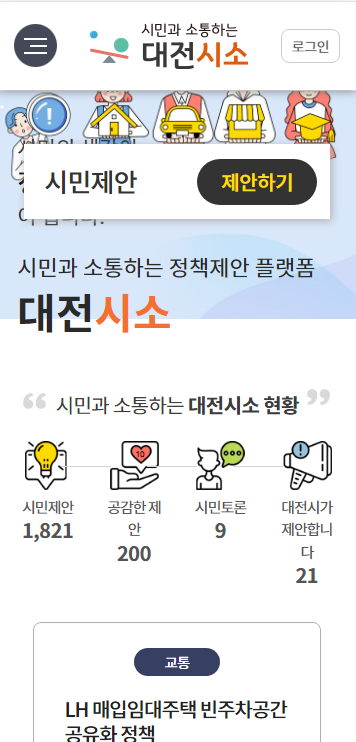 시민과 소통하는
대전시소
로그인
시민제안
제안하기
시민과 소통하는 정책제안 플랫폼
대전시소
“ 시민과 소통하는 대전시소 현황 ”
시민제안
1,821
공감한 제
안
10
200
시민토론
9
대전시가
제안합니
다
21
교통
LH 매입임대주택 빈주차공간
공유화 정책